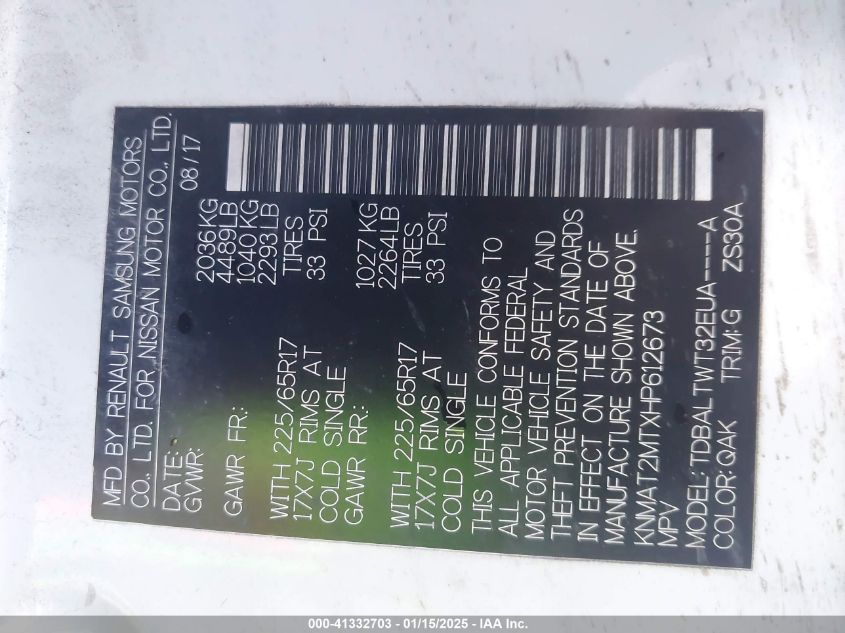 MFD BY RENAULT SAMSUNG MOTORS
CO., LTD. FOR NISSAN MOTOR CO., LTD.
DATE: 08/17
GVWR: 2036KG
4489LB
GAWR FR: 1040KG
2293LB
WITH 225/65R17 TIRES
17X7J RIMS AT 33 PSI
COLD SINGLE
GAWR RR: 1027KG
2264LB
WITH 225/65R17 TIRES
17X7J RIMS AT 33 PSI
COLD SINGLE
THIS VEHICLE CONFORMS TO
ALL APPLICABLE FEDERAL
MOTOR VEHICLE SAFETY AND
THEFT PREVENTION STANDARDS
IN EFFECT ON THE DATE OF
MANUFACTURE SHOWN ABOVE.
KNMAT2MTXHP612673
MPV
MODEL: TDBALTWT32EUA----A
COLOR: QAK TRIM: G ZS30A
000-41332703 - 01/15/2025 - IAA Inc.